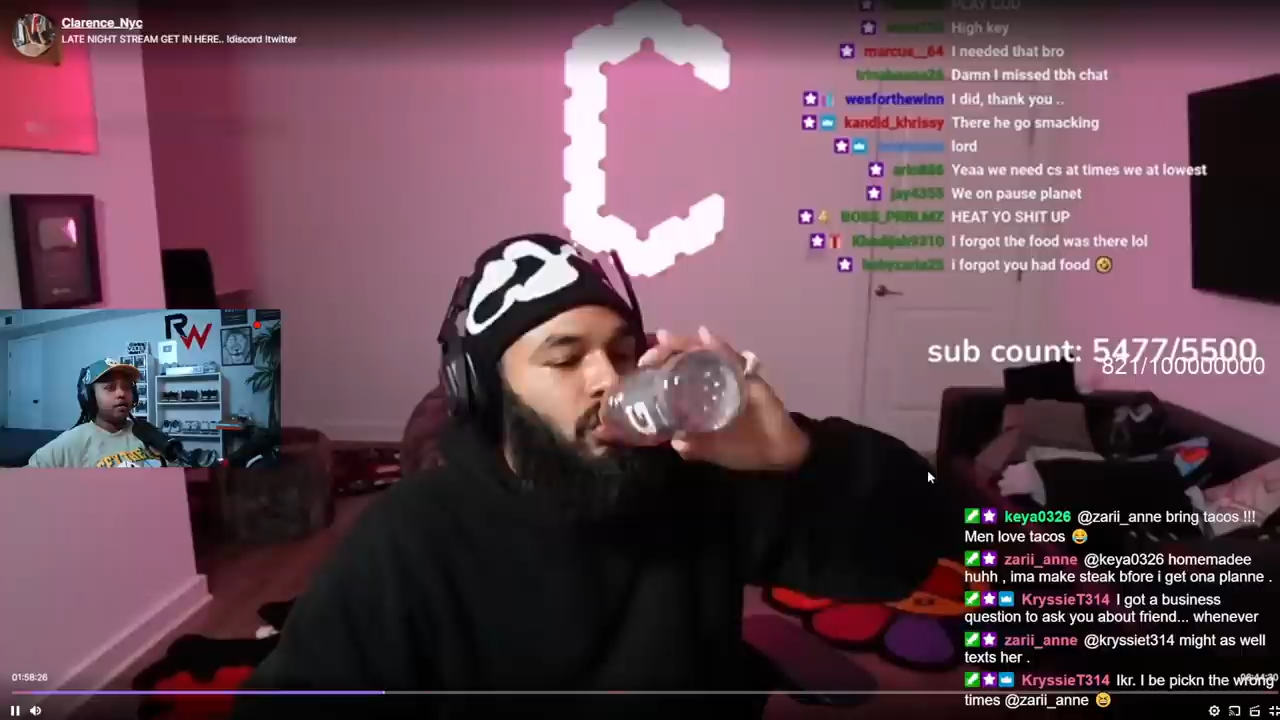 Clarence_Nyc
LATE NIGHT STREAM GET IN HERE.. !discord !twitter
PLAY GOD
High key
marcus__64 I needed that bro
Damn I missed tbh chat
wesforthewinn I did, thank you ..
kandid_khrissy There he go smacking
lord
Yeaa we need cs at times we at lowest
jay4355 We on pause planet
BOSS_PRBLMZ HEAT YO SHIT UP
Khadijah9310 I forgot the food was there lol
i forgot you had food
RW
sub count: 5477/5500
821/100000000
keya0326 @zarii_anne bring tacos !!!
Men love tacos
zarii_anne @keya0326 homemadee
huhh , ima make steak bfore i get ona planne .
KryssieT314 I got a business
question to ask you about friend... whenever
zarii_anne @kryssiet314 might as well
texts her .
KryssieT314 Ikr. I be pickn the wrong
times @zarii_anne
01:58:26